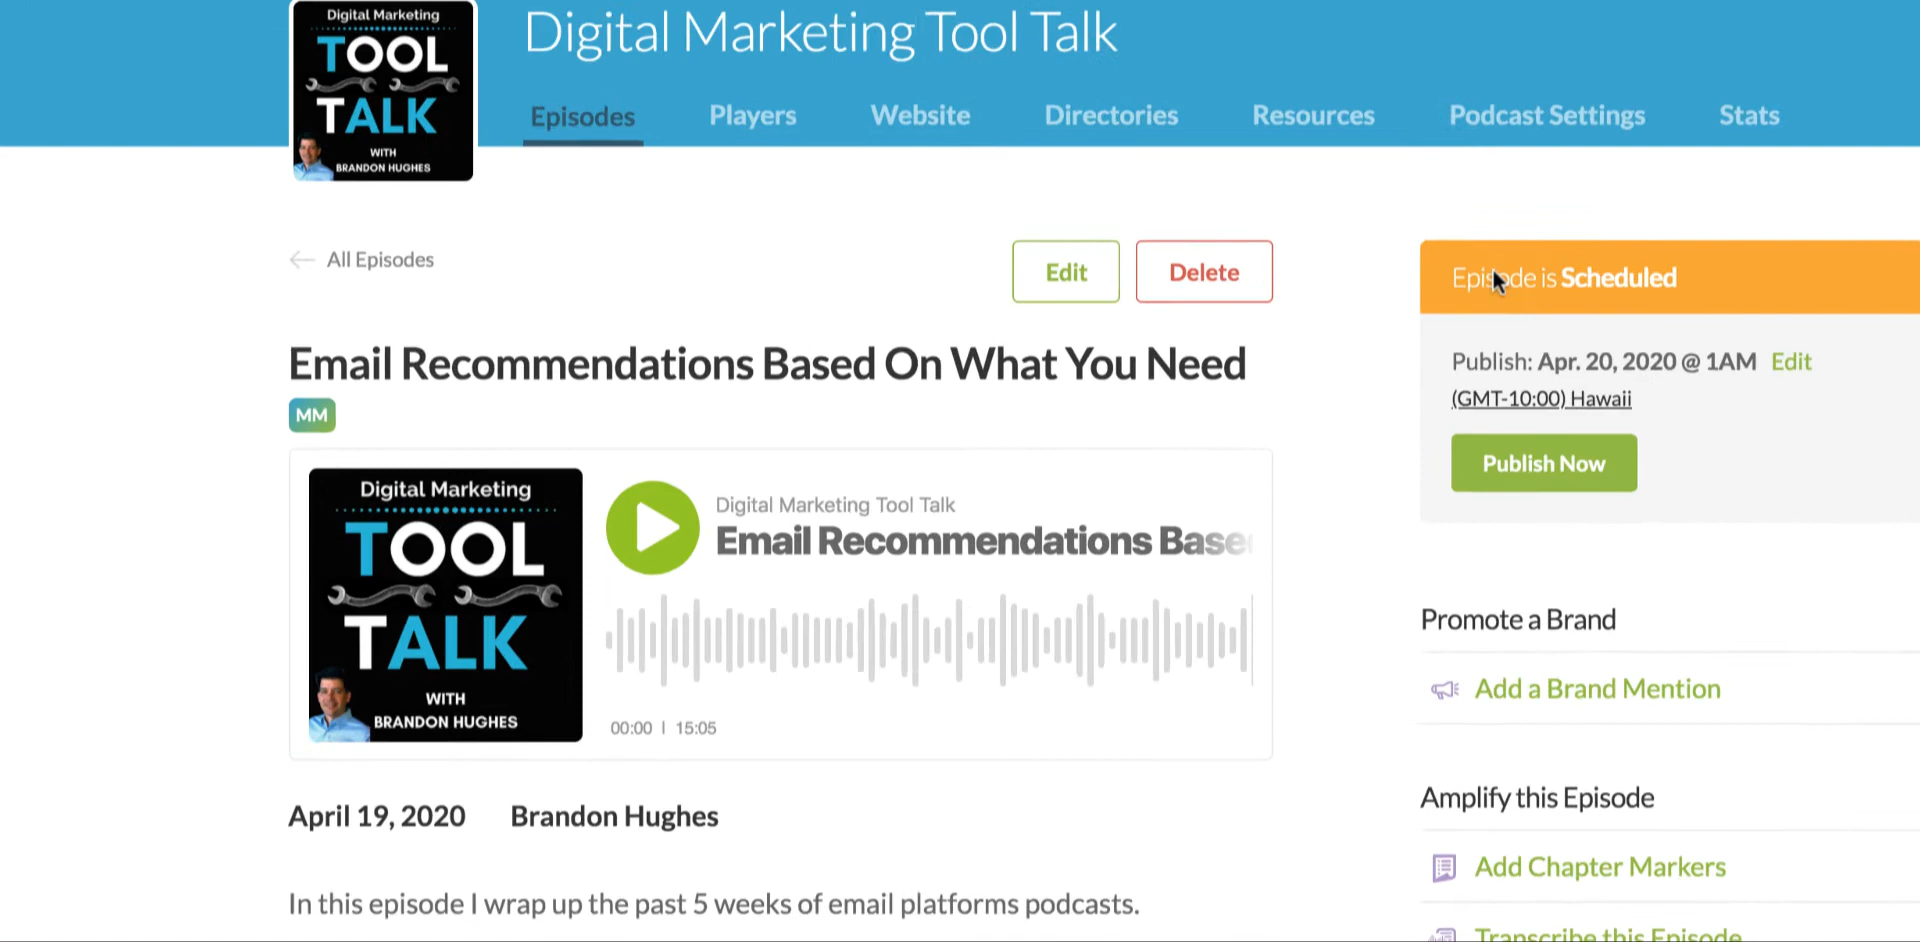 Digital Marketing
TOOL
TALK
WITH
BRANDON HUGHES
Digital Marketing Tool Talk
Episodes Players Website Directories Resources Podcast Settings Stats
All Episodes
Edit Delete
Email Recommendations Based On What You Need
MM
Digital Marketing
TOOL
TALK
WITH
BRANDON HUGHES
Digital Marketing Tool Talk
Email Recommendations Base
00:00 | 15:05
April 19, 2020 Brandon Hughes
In this episode I wrap up the past 5 weeks of email platforms podcasts.
Episode is Scheduled
Publish: Apr. 20, 2020 @ 1AM Edit
(GMT-10:00) Hawaii
Publish Now
Promote a Brand
Add a Brand Mention
Amplify this Episode
Add Chapter Markers
Transcribe this Episode